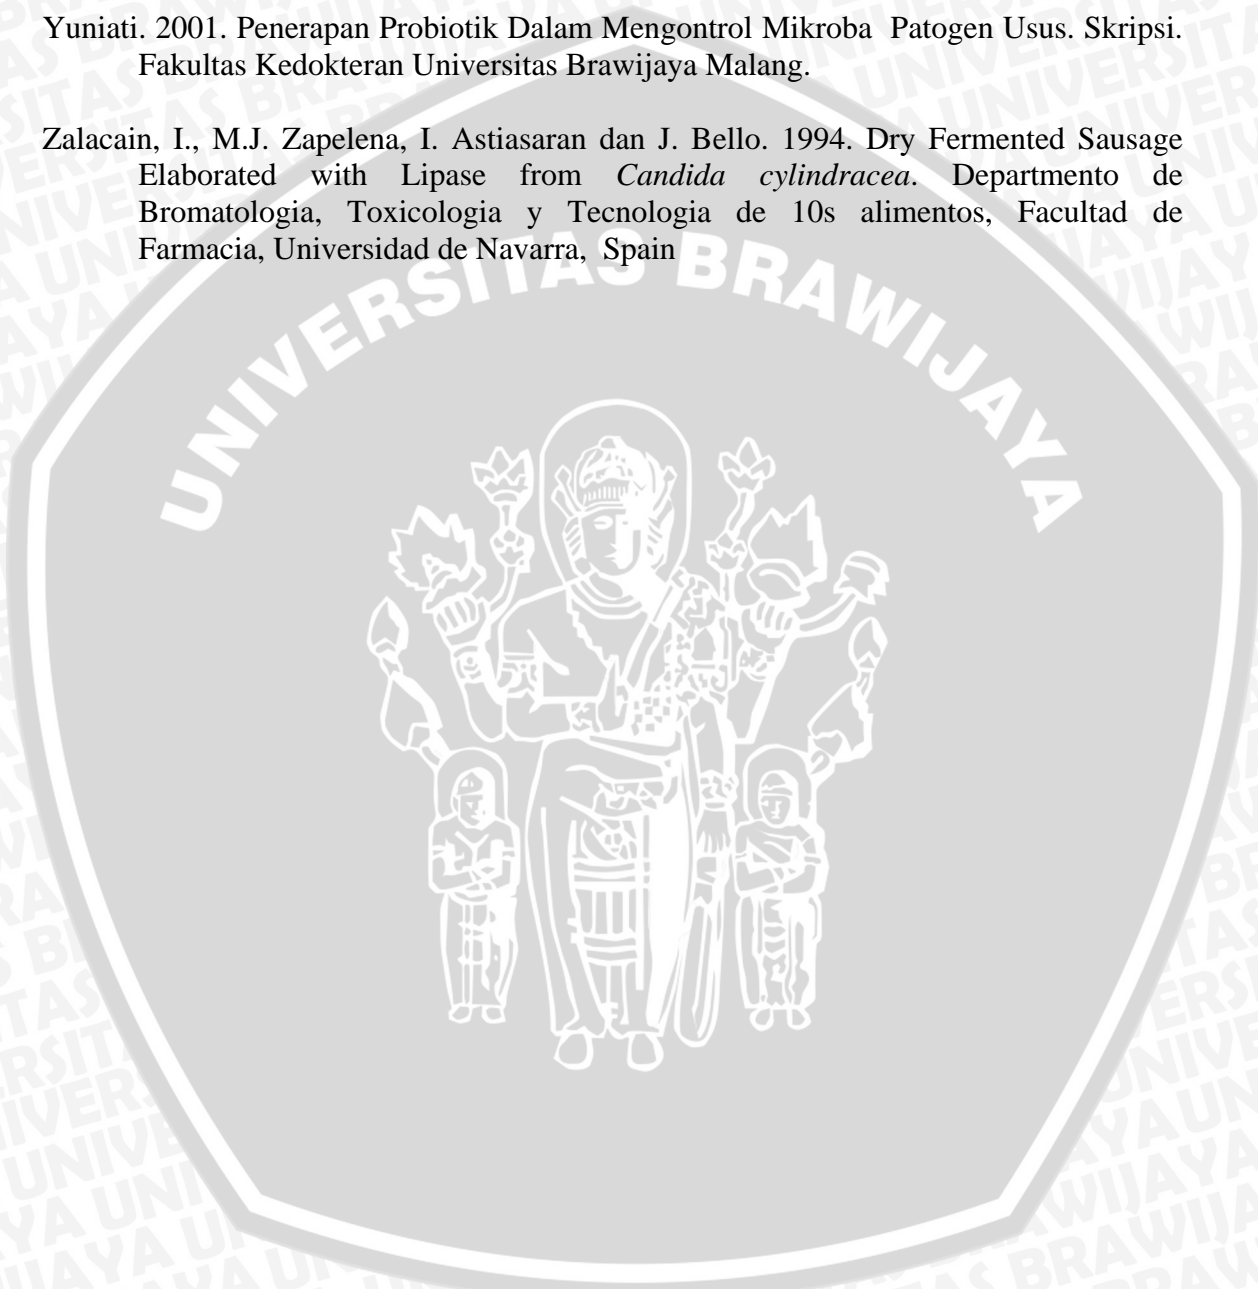 Yuniati. 2001. Penerapan Probiotik Dalam Mengontrol Mikroba  Patogen Usus. Skripsi.
Fakultas Kedokteran Universitas Brawijaya Malang.
Zalacain, I., M.J. Zapelena, I. Astiasaran dan J. Bello. 1994. Dry Fermented Sausage
Elaborated with Lipase from Candida cylindracea. Departmento de
Bromatologia, Toxicologia y Tecnologia de 10s alimentos, Facultad de
Farmacia, Universidad de Navarra,  Spain
UNIVERSITAS BRAWIJAYA